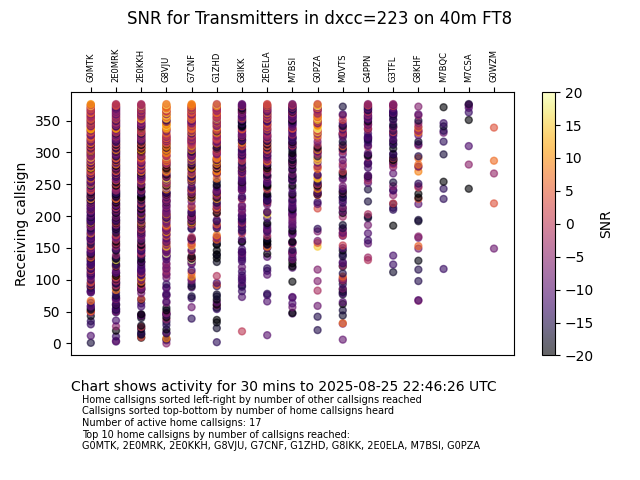 SNR for Transmitters in dxcc=223 on 40m FT8
G0MTK 2E0MRK 2E0KKH G8VJU G7CNF G1ZHD G8IKK 2E0ELA M7BSI G0PZA M0VTS G4PPN G3TFL G8KHF M7BQC M7CSA G0WZM
350
300
250
200
150
100
50
0
Receiving callsign
20
15
10
5
0
−5
−10
−15
−20
SNR
Chart shows activity for 30 mins to 2025-08-25 22:46:26 UTC
Home callsigns sorted left-right by number of other callsigns reached
Callsigns sorted top-bottom by number of home callsigns heard
Number of active home callsigns: 17
Top 10 home callsigns by number of callsigns reached:
G0MTK, 2E0MRK, 2E0KKH, G8VJU, G7CNF, G1ZHD, G8IKK, 2E0ELA, M7BSI, G0PZA